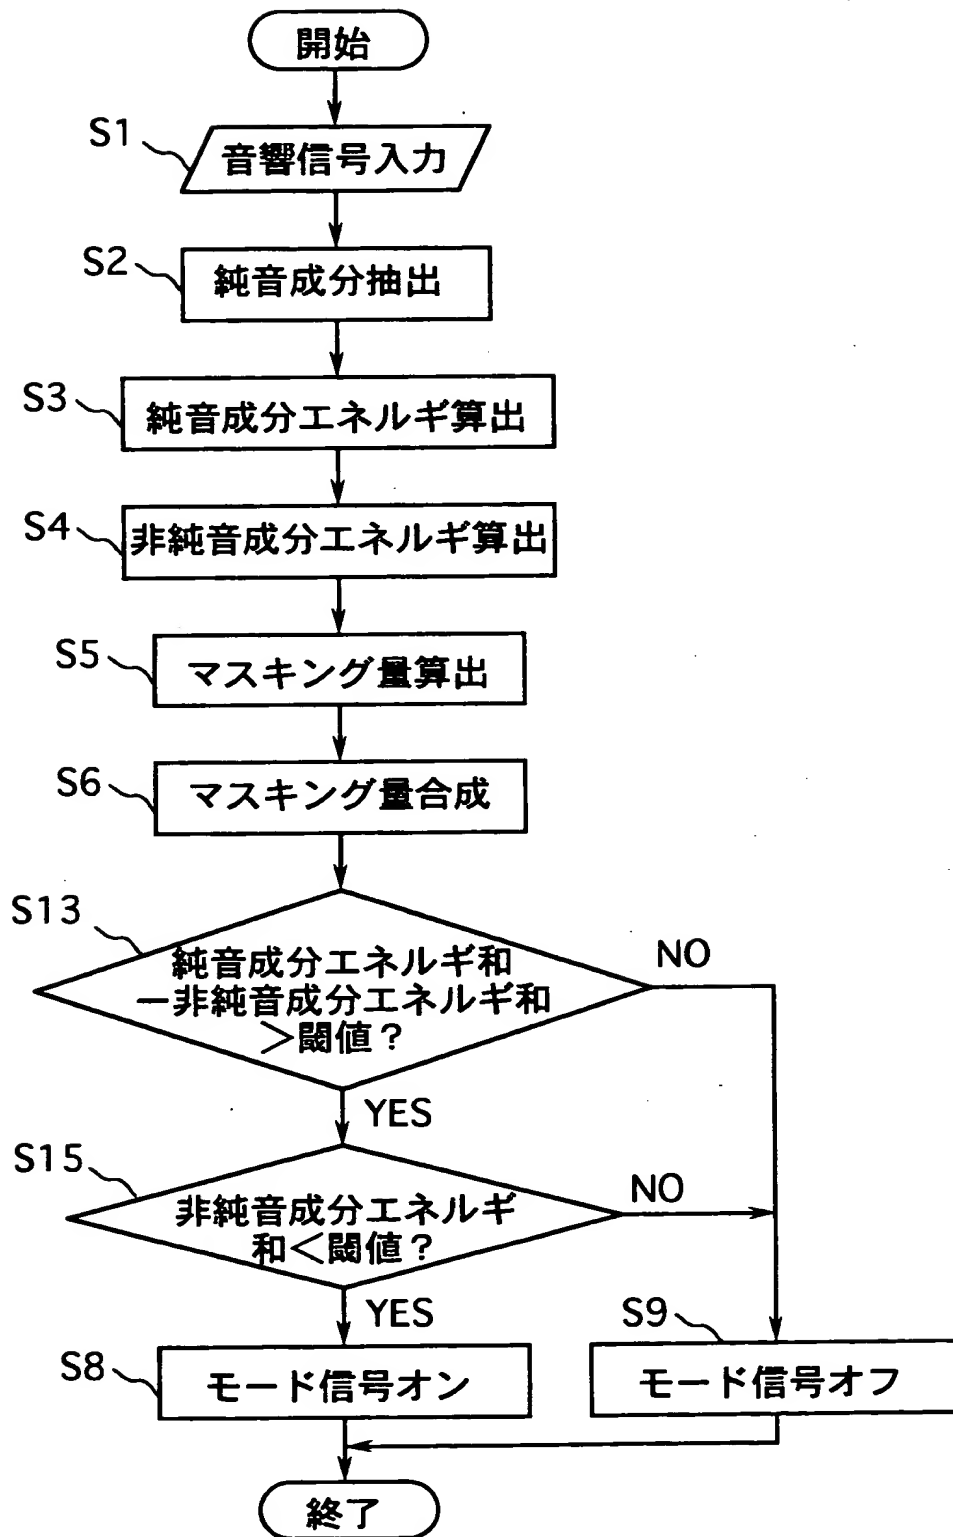 開始
S1
音響信号入力
S2
純音成分抽出
S3
純音成分エネルギ算出
S4
非純音成分エネルギ算出
S5
マスキング量算出
S6
マスキング量合成
S13
純音成分エネルギ和
－非純音成分エネルギ和
＞閾値？
NO
YES
S15
非純音成分エネルギ
和＜閾値？
NO
YES
S8
モード信号オン
S9
モード信号オフ
終了